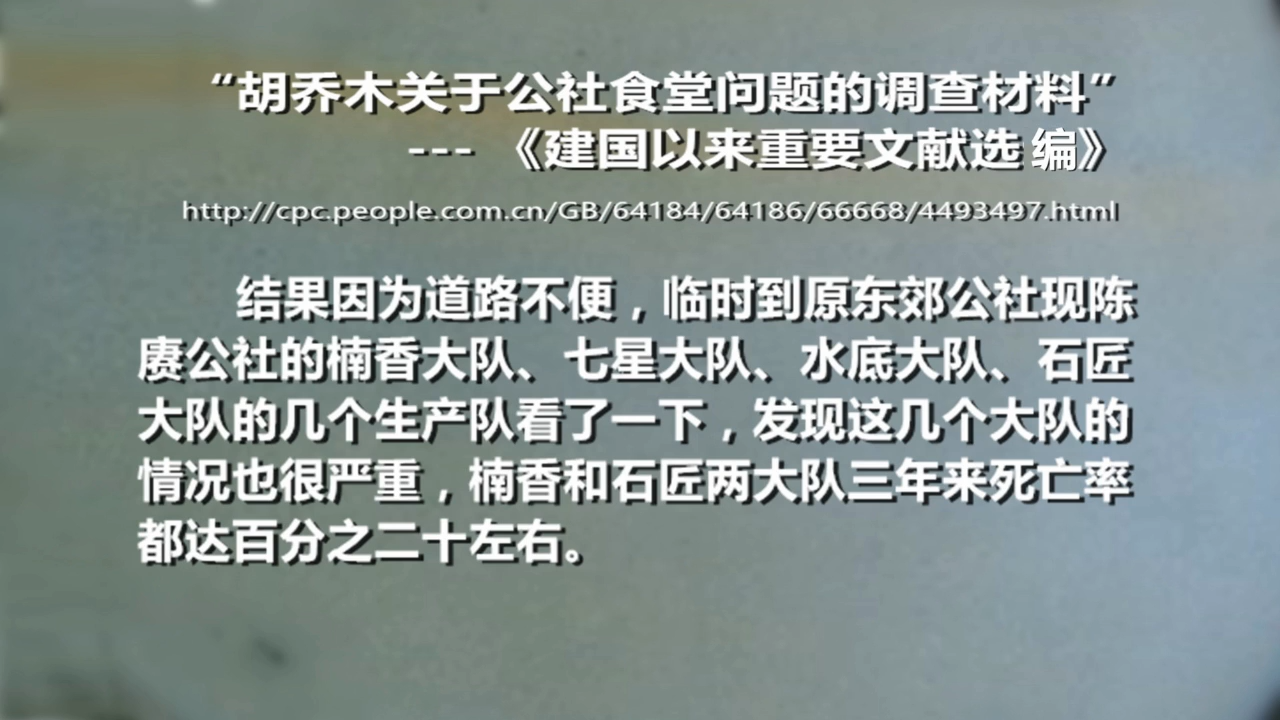 “胡乔木关于公社食堂问题的调查材料”
--- 《建国以来重要文献选编》
http://cpc.people.com.cn/GB/64184/64186/66668/4493497.html
结果因为道路不便，临时到原东郊公社现陈
赓公社的楠香大队、七星大队、水底大队、石匠
大队的几个生产队看了一下，发现这几个大队的
情况也很严重，楠香和石匠两大队三年来死亡率
都达百分之二十左右。